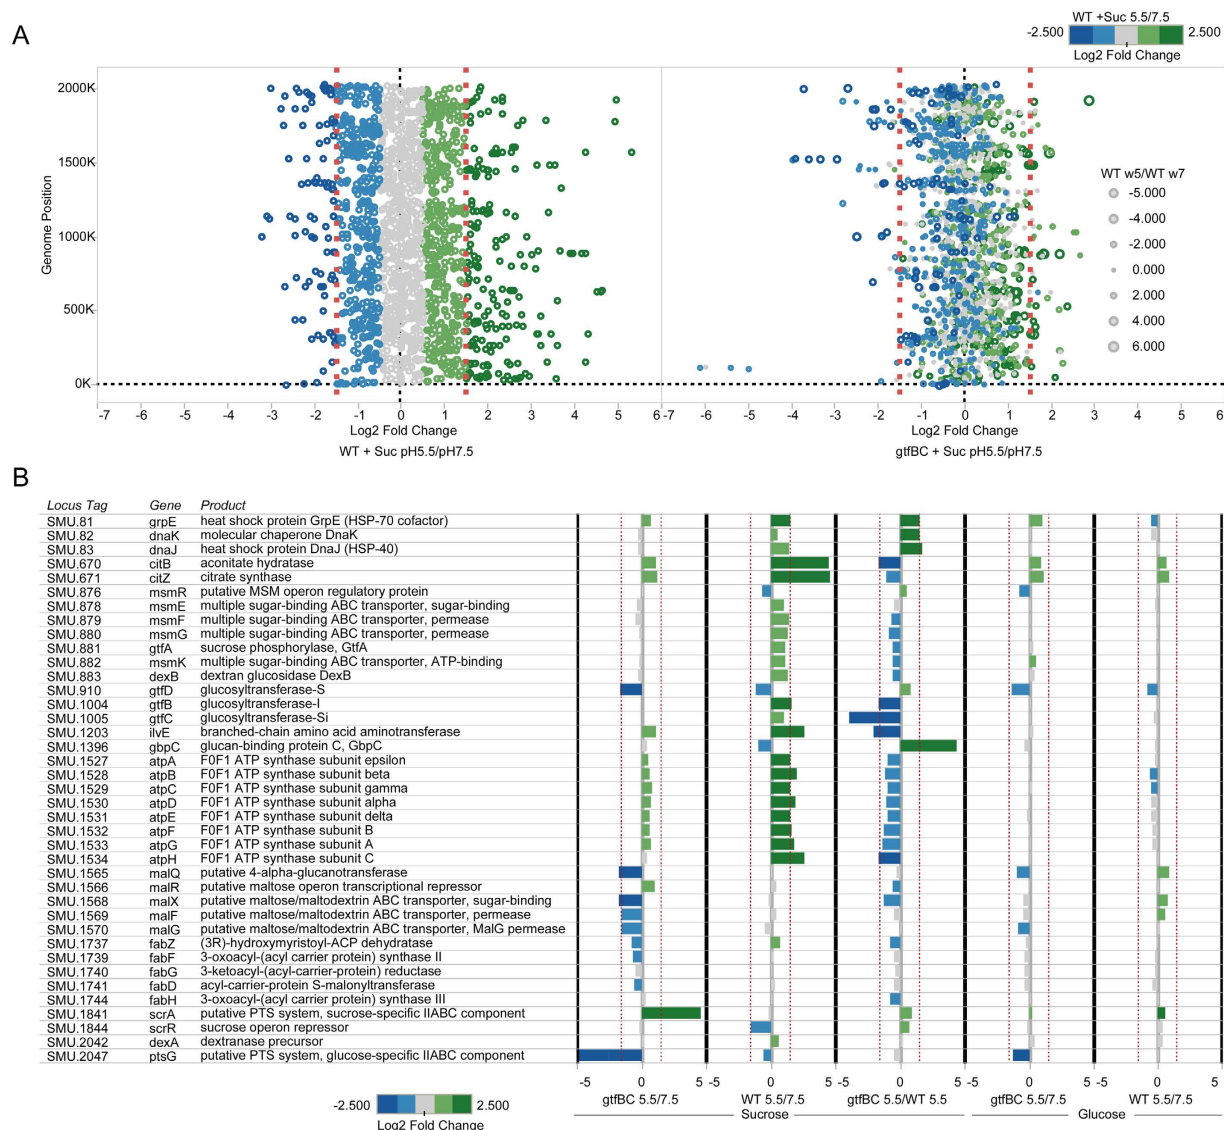 A
WT +Suc 5.5/7.5
-2.500 2.500
Log2 Fold Change
Genome Position
2000K
1500K
1000K
500K
0K
-7 -6 -5 -4 -3 -2 -1 0 1 2 3 4 5 6
-7 -6 -5 -4 -3 -2 -1 0 1 2 3 4 5 6
Log2 Fold Change
WT + Suc pH5.5/pH7.5
Log2 Fold Change
gtfBC + Suc pH5.5/pH7.5
WT w5/WT w7
-5.000
-4.000
-2.000
0.000
2.000
4.000
6.000
B
Locus Tag Gene Product
SMU.81 grpE heat shock protein GrpE (HSP-70 cofactor)
SMU.82 dnaK molecular chaperone DnaK
SMU.83 dnaJ heat shock protein DnaJ (HSP-40)
SMU.670 citB aconitate hydratase
SMU.671 citZ citrate synthase
SMU.876 msmR putative MSM operon regulatory protein
SMU.878 msmE multiple sugar-binding ABC transporter, sugar-binding
SMU.879 msmF multiple sugar-binding ABC transporter, permease
SMU.880 msmG multiple sugar-binding ABC transporter, permease
SMU.881 gtfA sucrose phosphorylase, GtfA
SMU.882 msmK multiple sugar-binding ABC transporter, ATP-binding
SMU.883 dexB dextran glucosidase DexB
SMU.910 gtfD glucosyltransferase-S
SMU.1004 gtfB glucosyltransferase-I
SMU.1005 gtfC glucosyltransferase-Si
SMU.1203 ilvE branched-chain amino acid aminotransferase
SMU.1396 gbpC glucan-binding protein C, GbpC
SMU.1527 atpA F0F1 ATP synthase subunit epsilon
SMU.1528 atpB F0F1 ATP synthase subunit beta
SMU.1529 atpC F0F1 ATP synthase subunit gamma
SMU.1530 atpD F0F1 ATP synthase subunit alpha
SMU.1531 atpE F0F1 ATP synthase subunit delta
SMU.1532 atpF F0F1 ATP synthase subunit B
SMU.1533 atpG F0F1 ATP synthase subunit A
SMU.1534 atpH F0F1 ATP synthase subunit C
SMU.1565 malQ putative 4-alpha-glucanotransferase
SMU.1566 malR putative maltose operon transcriptional repressor
SMU.1568 malX putative maltose/maltodextrin ABC transporter, sugar-binding
SMU.1569 malF putative maltose/maltodextrin ABC transporter, permease
SMU.1570 malG putative maltose/maltodextrin ABC transporter, MalG permease
SMU.1737 fabZ (3R)-hydroxymyristoyl-ACP dehydratase
SMU.1739 fabF 3-oxoacyl-(acyl carrier protein) synthase II
SMU.1740 fabG 3-ketoacyl-(acyl-carrier-protein) reductase
SMU.1741 fabD acyl-carrier-protein S-malonyltransferase
SMU.1744 fabH 3-oxoacyl-(acyl carrier protein) synthase III
SMU.1841 scrA putative PTS system, sucrose-specific IIABC component
SMU.1844 scrR sucrose operon repressor
SMU.2042 dexA dextranase precursor
SMU.2047 ptsG putative PTS system, glucose-specific IIABC component
-5 0 5 -5 0 5 -5 0 5 -5 0 5 -5 0 5
gtfBC 5.5/7.5 WT 5.5/7.5 gtfBC 5.5/WT 5.5 gtfBC 5.5/7.5 WT 5.5/7.5
Sucrose Glucose
-2.500 2.500
Log2 Fold Change